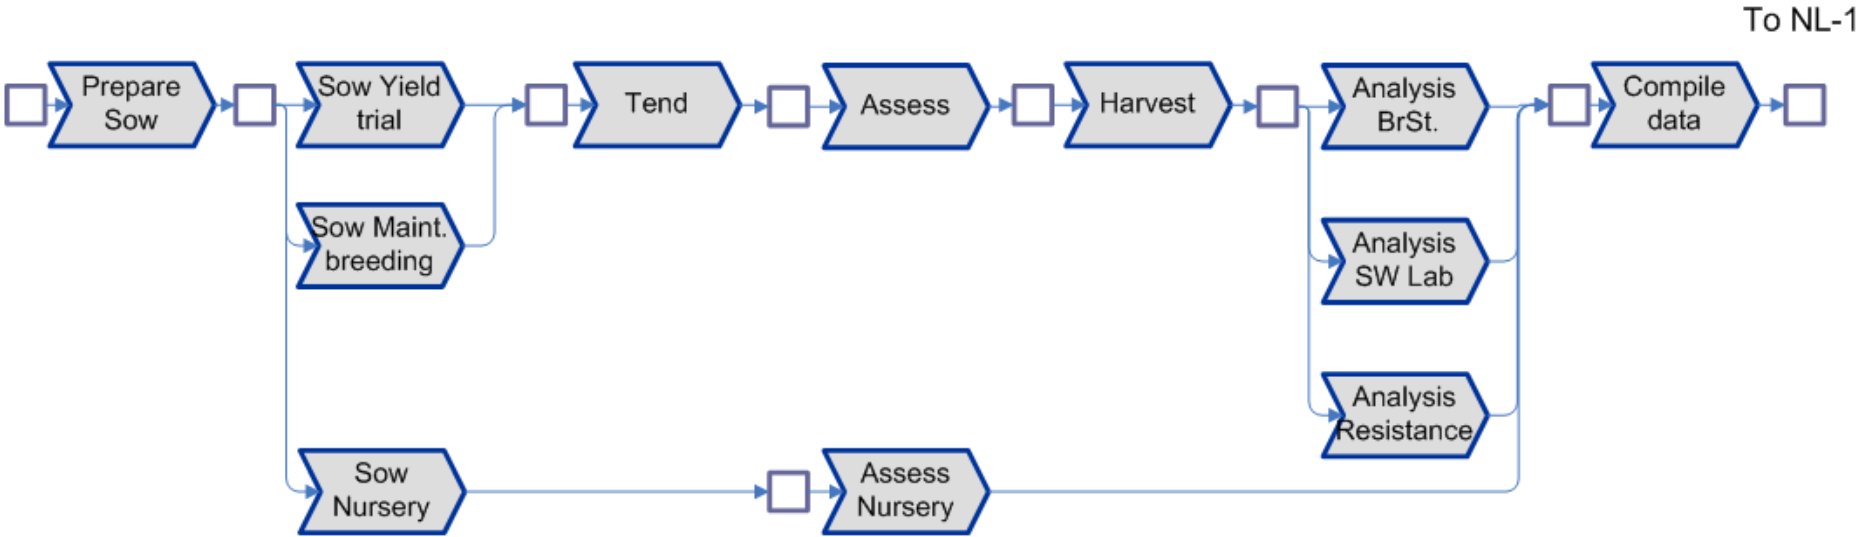 To NL-1
Prepare
Sow
Sow Yield
trial
Tend
Assess
Harvest
Analysis
BrSt.
Compile
data
Sow Maint.
breeding
Analysis
SW Lab
Analysis
Resistance
Sow
Nursery
Assess
Nursery